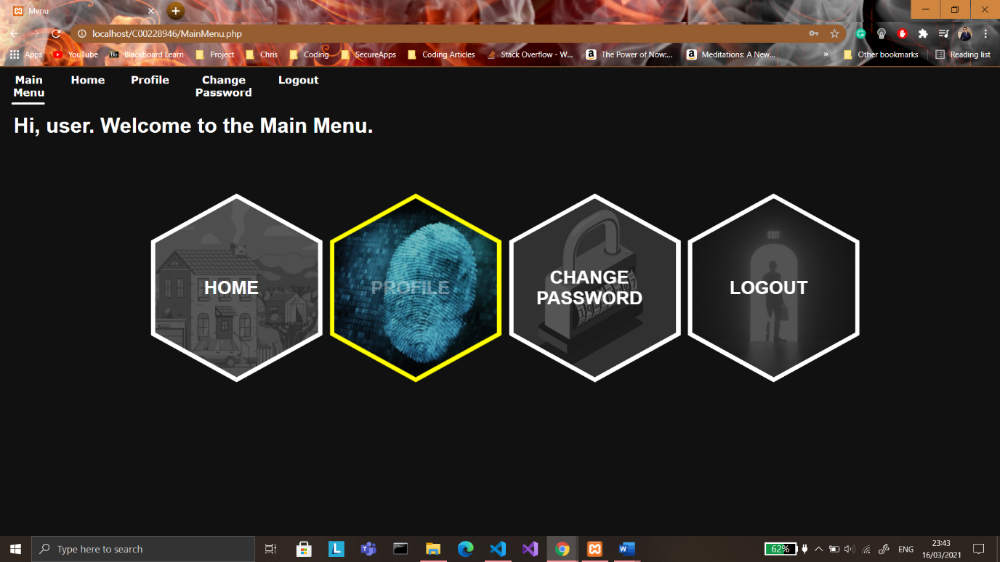 Menu
localhost/C00228946/MainMenu.php
Apps YouTube Bb Blackboard Learn Project Chris Coding SecureApps Coding Articles Stack Overflow - W... a The Power of Now:... a Meditations: A New... » Other bookmarks Reading list
Main Home Profile Change Logout
Menu Password
Hi, user. Welcome to the Main Menu.
EXIT
HOME PROFILE CHANGE LOGOUT
PASSWORD
Type here to search L 62% ENG 23:43
16/03/2021